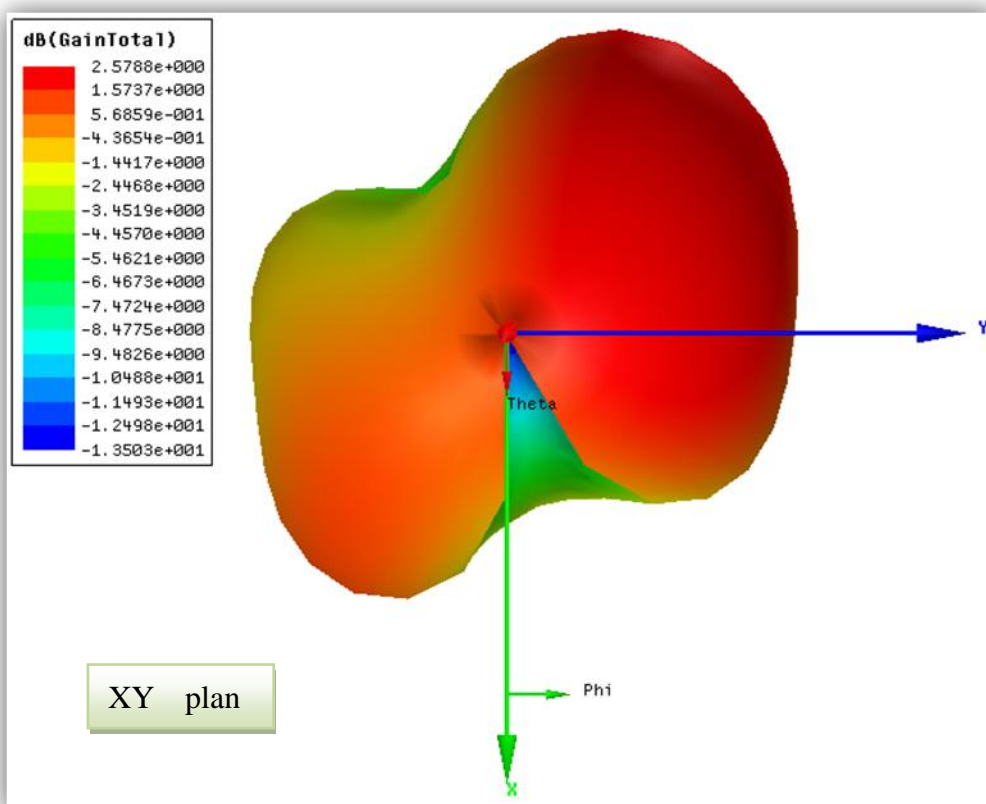 dB(GainTotal)
2.5788e+000
1.5737e+000
5.6859e-001
-4.3654e-001
-1.4417e+000
-2.4468e+000
-3.4519e+000
-4.4570e+000
-5.4621e+000
-6.4673e+000
-7.4724e+000
-8.4775e+000
-9.4826e+000
-1.0488e+001
-1.1493e+001
-1.2498e+001
-1.3503e+001
Y
Theta
Phi
XY plan
X